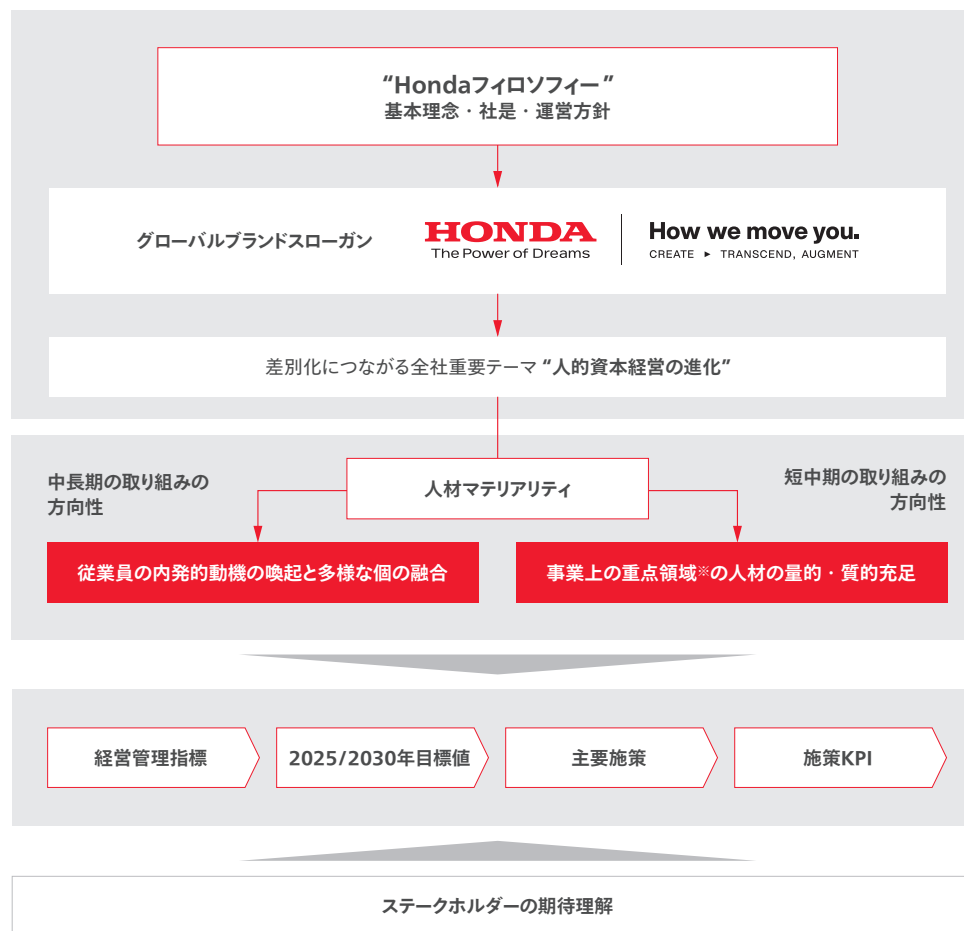 “Hondaフィロソフィー”
基本理念・社是・運営方針
グローバルブランドスローガン
HONDA
The Power of Dreams
How we move you.
CREATE ► TRANSCEND, AUGMENT
差別化につながる全社重要テーマ “人的資本経営の進化”
中長期の取り組みの
方向性
人材マテリアリティ
短中期の取り組みの
方向性
従業員の内発的動機の喚起と多様な個の融合
事業上の重点領域※の人材の量的・質的充足
経営管理指標
2025/2030年目標値
主要施策
施策KPI
ステークホルダーの期待理解